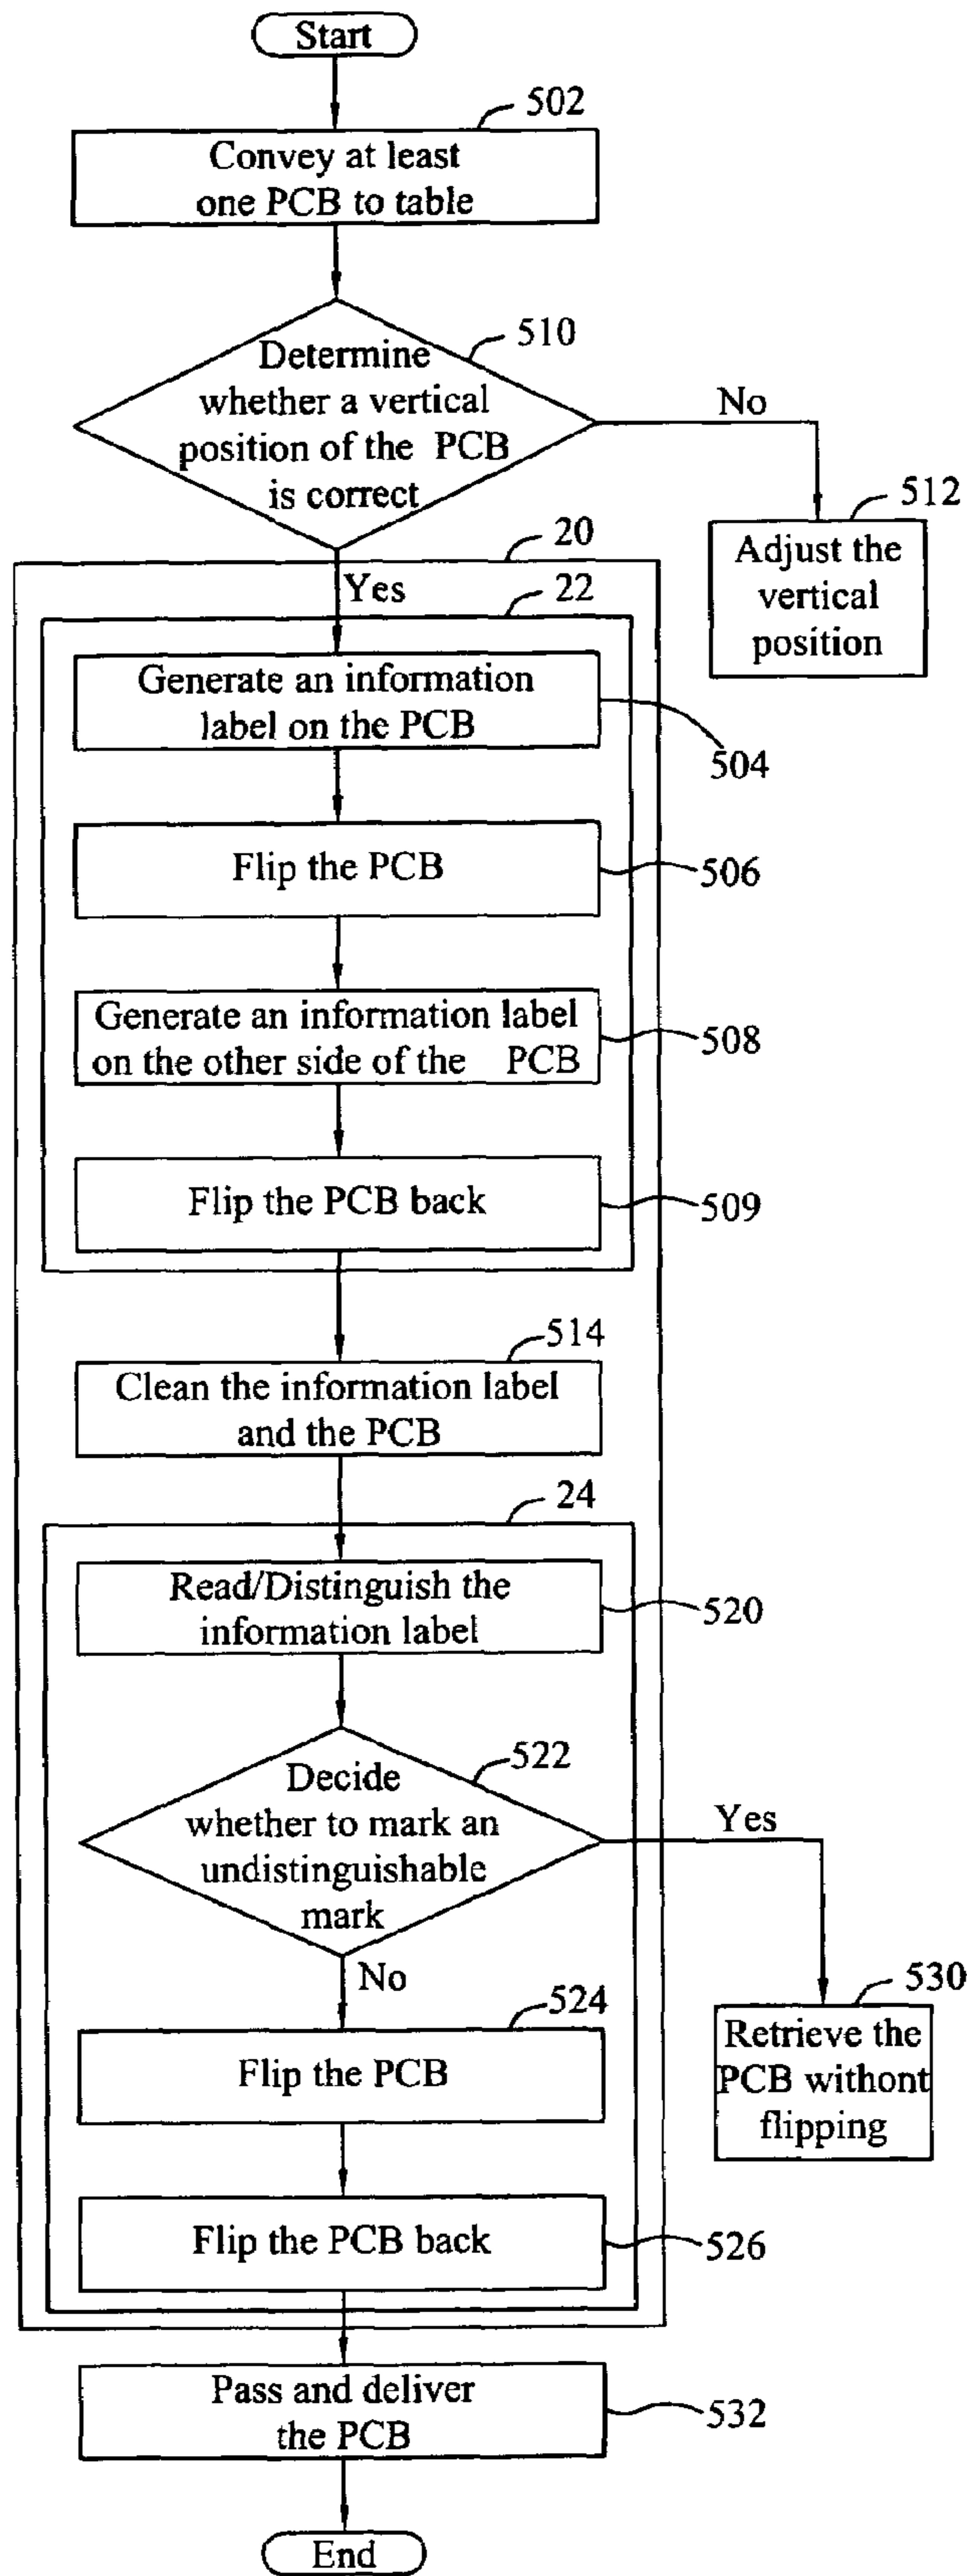 Start
502
Convey at least
one PCB to table
510
Determine
whether a vertical
position of the PCB
is correct
No
512
Adjust the
vertical
position
20
Yes
22
Generate an information
label on the PCB
504
Flip the PCB
506
Generate an information label
on the other side of the PCB
508
Flip the PCB back
509
514
Clean the information label
and the PCB
24
Read/Distinguish the
information label
520
522
Decide
whether to mark an
undistinguishable
mark
Yes
No
530
Retrieve the
PCB withont
flipping
524
Flip the PCB
Flip the PCB back
526
Pass and deliver
the PCB
532
End